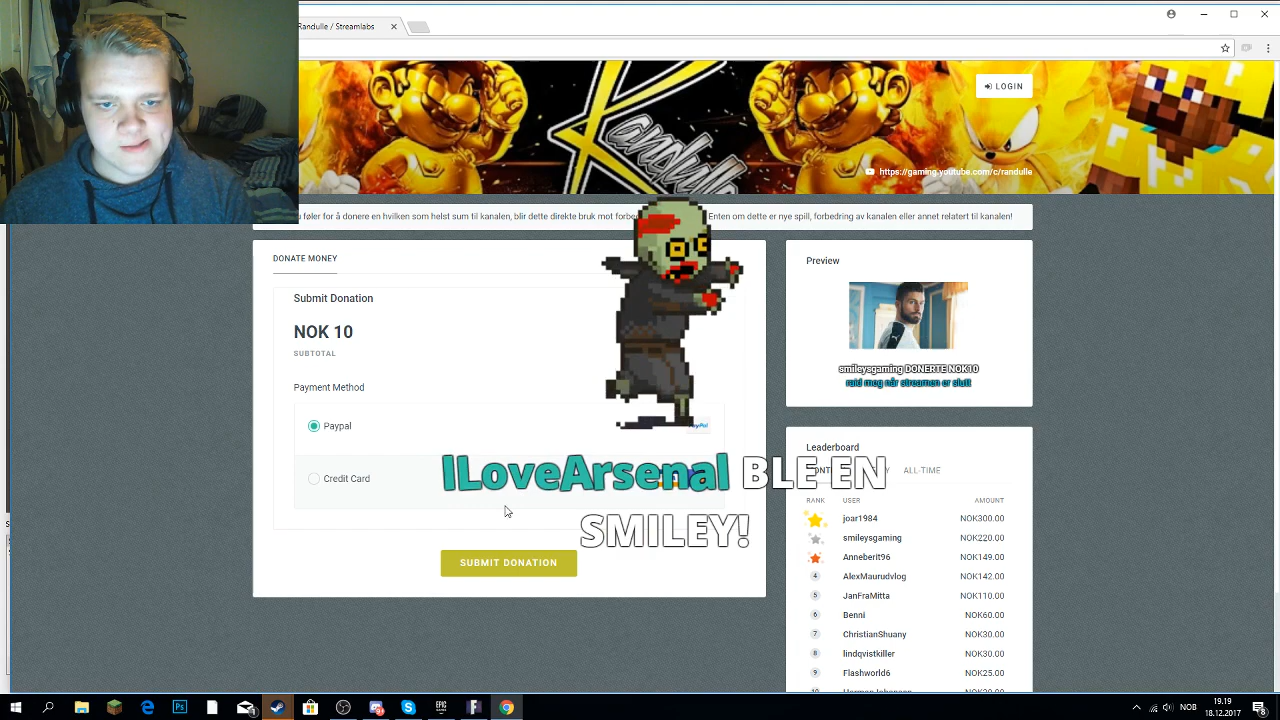 Randulle / Streamlabs
LOGIN
Randulle
https://gaming.youtube.com/c/randulle
føler for å donere en hvilken som helst sum til kanalen, blir dette direkte brukt mot
Enten om dette er nye spill, forbedring av kanalen eller annet relatert til kanalen!
DONATE MONEY
Submit Donation
NOK 10
SUBTOTAL
Payment Method
Paypal
PayPal
Credit Card
ILoveArsenal BLE EN
SMILEY!
SUBMIT DONATION
Preview
smileysgaming DONERTE NOK10
raid meg når streamen er slutt
Leaderboard
ALL-TIME
RANK USER AMOUNT
joar1984 NOK300.00
smileysgaming NOK220.00
Anneberit96 NOK149.00
4 AlexMaurudvlog NOK142.00
5 JanFraMitta NOK110.00
6 Benni NOK60.00
7 ChristianShuany NOK30.00
8 lindqvistkiller NOK30.00
9 Flashworld6 NOK25.00
NOB
19.19
18.12.2017